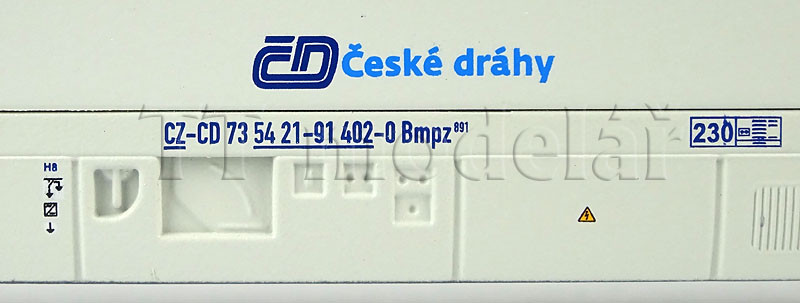 ČD České dráhy
CZ-CD 73 54 21-91 402-0 Bmpz 891
230
H8
TT modelář